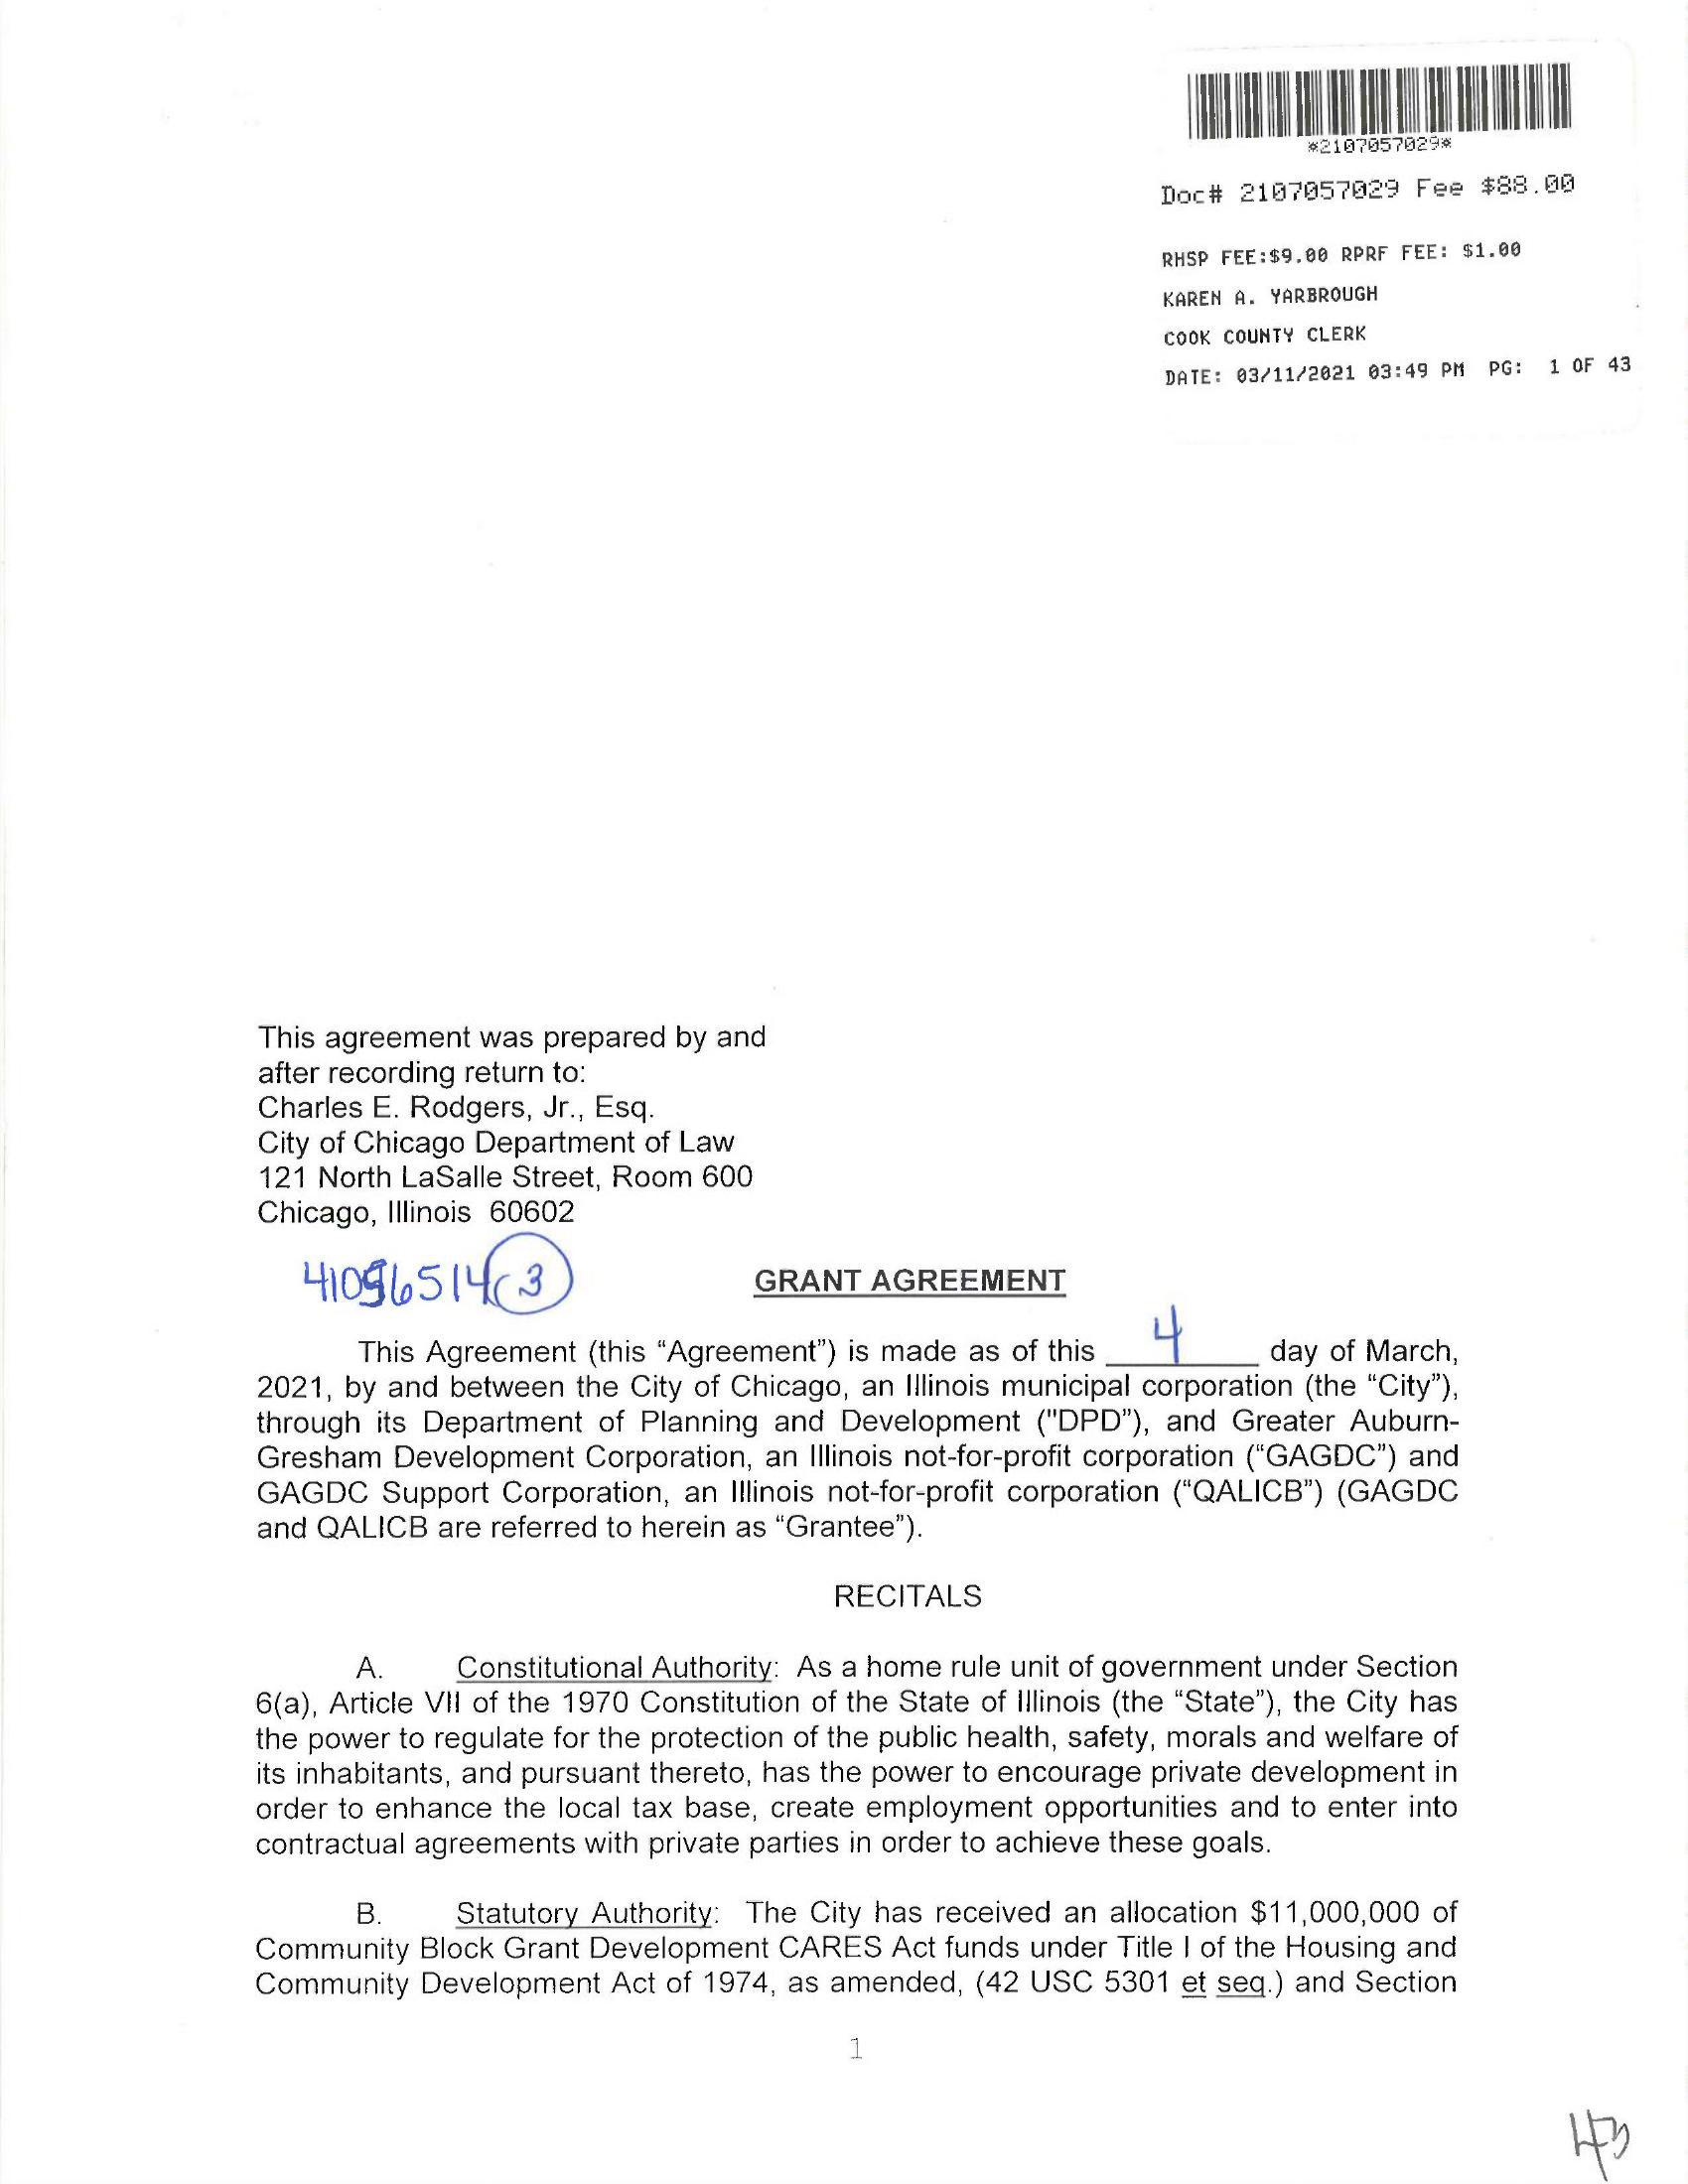 *2107057029*
Doc# 2107057029 Fee $88.00
RHSP FEE:$9.00 RPRF FEE: $1.00
KAREN A. YARBROUGH
COOK COUNTY CLERK
DATE: 03/11/2021 03:49 PM PG: 1 OF 43
This agreement was prepared by and
after recording return to:
Charles E. Rodgers, Jr., Esq.
City of Chicago Department of Law
121 North LaSalle Street, Room 600
Chicago, Illinois 60602
41096514 (3
GRANT AGREEMENT
This Agreement (this “Agreement”) is made as of this 4 day of March,
2021, by and between the City of Chicago, an Illinois municipal corporation (the “City”),
through its Department of Planning and Development ("DPD”), and Greater Auburn-
Gresham Development Corporation, an Illinois not-for-profit corporation (“GAGDC”) and
GAGDC Support Corporation, an Illinois not-for-profit corporation (“QALICB”) (GAGDC
and QALICB are referred to herein as “Grantee”).
RECITALS
A. Constitutional Authority: As a home rule unit of government under Section
6(a), Article VII of the 1970 Constitution of the State of Illinois (the “State”), the City has
the power to regulate for the protection of the public health, safety, morals and welfare of
its inhabitants, and pursuant thereto, has the power to encourage private development in
order to enhance the local tax base, create employment opportunities and to enter into
contractual agreements with private parties in order to achieve these goals.
B. Statutory Authority: The City has received an allocation $11,000,000 of
Community Block Grant Development CARES Act funds under Title I of the Housing and
Community Development Act of 1974, as amended, (42 USC 5301 et seq.) and Section
1
43